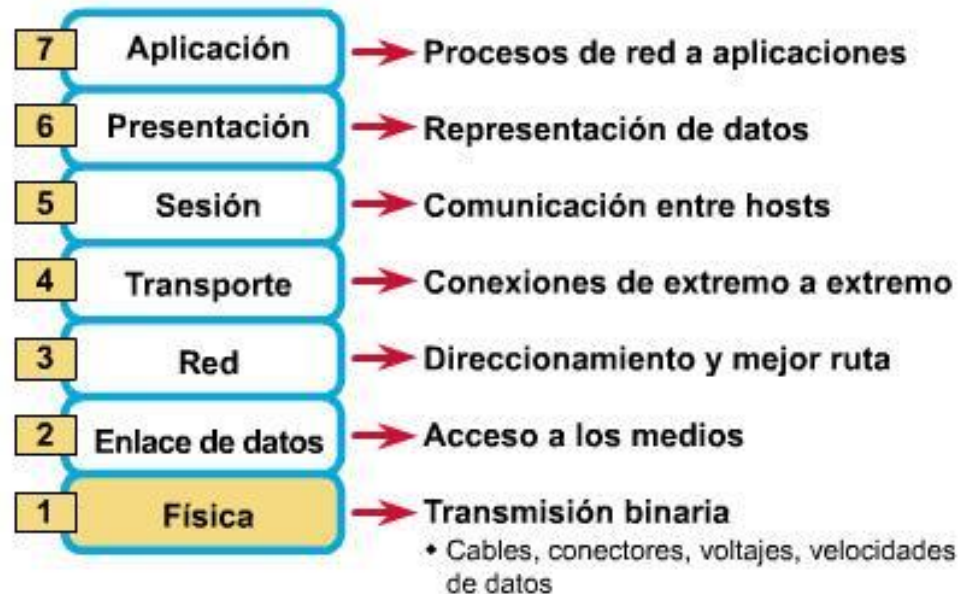 7 Aplicación Procesos de red a aplicaciones
6 Presentación Representación de datos
5 Sesión Comunicación entre hosts
4 Transporte Conexiones de extremo a extremo
3 Red Direccionamiento y mejor ruta
2 Enlace de datos Acceso a los medios
1 Física Transmisión binaria
• Cables, conectores, voltajes, velocidades
de datos